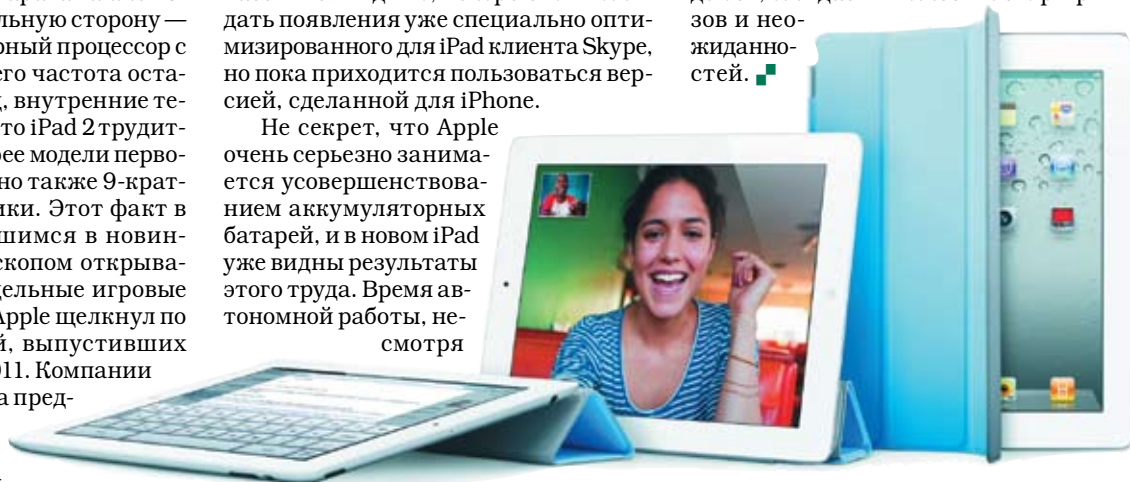 льную сторону —
рный процессор с
его частота оста-
, внутренние те-
то iPad 2 трудит-
рее модели перво-
но также 9-крат-
ики. Этот факт в
шимся в новин-
скопом открыва-
дельные игровые
Apple щелкнул по
й, выпустивших
011. Компании
а пред-
дать появления уже специально опти-
мизированного для iPad клиента Skype,
но пока приходится пользоваться вер-
сией, сделанной для iPhone.
Не секрет, что Apple
очень серьезно занима-
ется усовершенствова-
нием аккумуляторных
батарей, и в новом iPad
уже видны результаты
этого труда. Время ав-
тономной работы, не-
смотря
зов и нео-
жиданно-
стей.